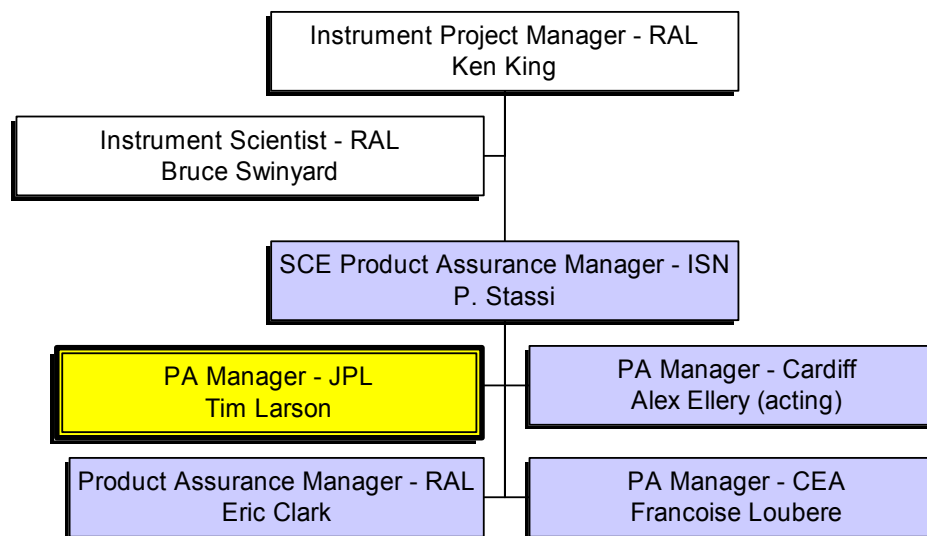 Instrument Project Manager - RAL
Ken King
Instrument Scientist - RAL
Bruce Swinyard
SCE Product Assurance Manager - ISN
P. Stassi
PA Manager - JPL
Tim Larson
PA Manager - Cardiff
Alex Ellery (acting)
Product Assurance Manager - RAL
Eric Clark
PA Manager - CEA
Francoise Loubere